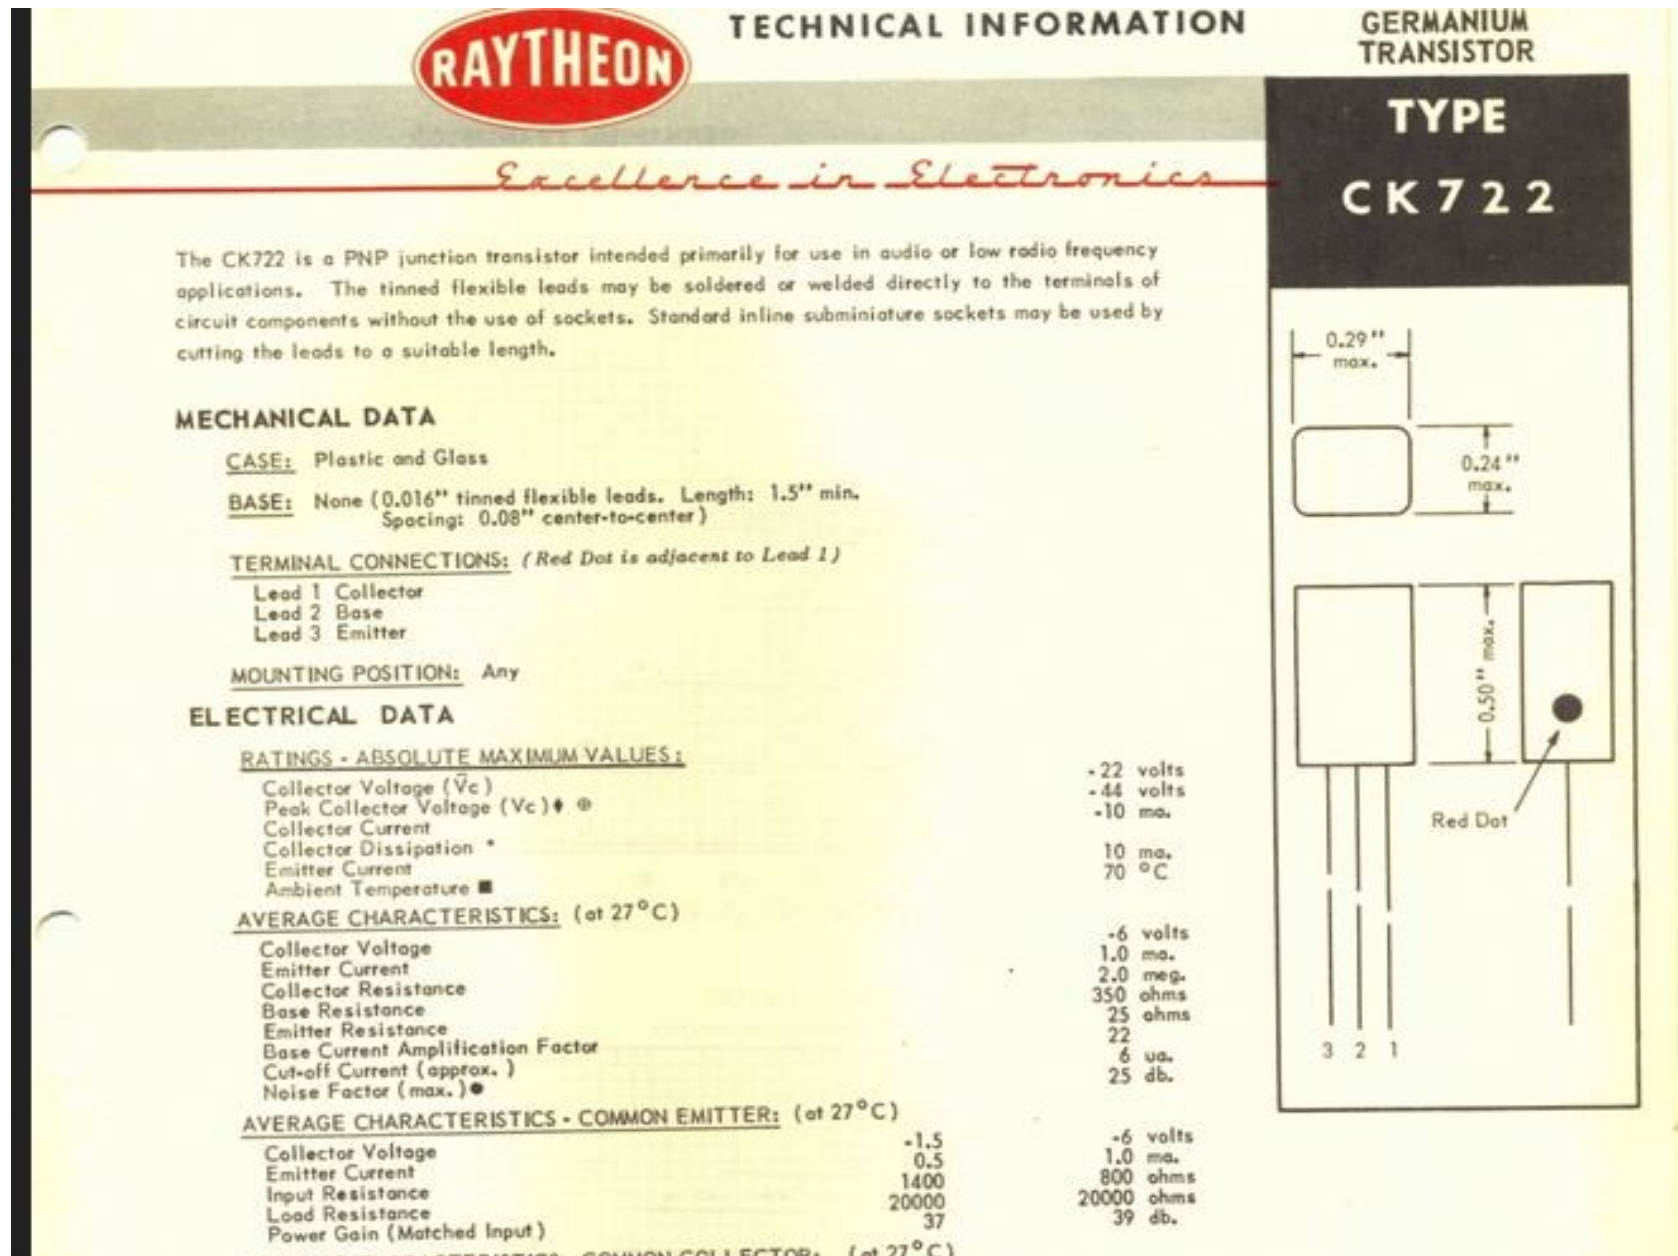 RAYTHEON
TECHNICAL INFORMATION
GERMANIUM
TRANSISTOR
TYPE
CK722
Excellence in Electronics
The CK722 is a PNP junction transistor intended primarily for use in audio or low radio frequency
applications. The tinned flexible leads may be soldered or welded directly to the terminals of
circuit components without the use of sockets. Standard inline subminiature sockets may be used by
cutting the leads to a suitable length.
MECHANICAL DATA
CASE: Plastic and Glass
BASE: None (0.016" tinned flexible leads. Length: 1.5" min.
Spacing: 0.08" center-to-center)
TERMINAL CONNECTIONS: (Red Dot is adjacent to Lead 1)
Lead 1 Collector
Lead 2 Base
Lead 3 Emitter
MOUNTING POSITION: Any
ELECTRICAL DATA
RATINGS - ABSOLUTE MAXIMUM VALUES:
Collector Voltage (V̄c) -22 volts
Peak Collector Voltage (Vc)♦ ⊕ -44 volts
Collector Current -10 ma.
Collector Dissipation *
Emitter Current 10 ma.
Ambient Temperature ■ 70 °C
AVERAGE CHARACTERISTICS: (at 27°C)
Collector Voltage -6 volts
Emitter Current 1.0 ma.
Collector Resistance 2.0 meg.
Base Resistance 350 ohms
Emitter Resistance 25 ohms
Base Current Amplification Factor 22
Cut-off Current (approx.) 6 ua.
Noise Factor (max.)● 25 db.
AVERAGE CHARACTERISTICS - COMMON EMITTER: (at 27°C)
Collector Voltage -1.5 -6 volts
Emitter Current 0.5 1.0 ma.
Input Resistance 1400 800 ohms
Load Resistance 20000 20000 ohms
Power Gain (Matched Input) 37 39 db.
COMMON COLLECTOR: (at 27°C)
0.29"
max.
0.24"
max.
0.50" max.
Red Dot
3 2 1